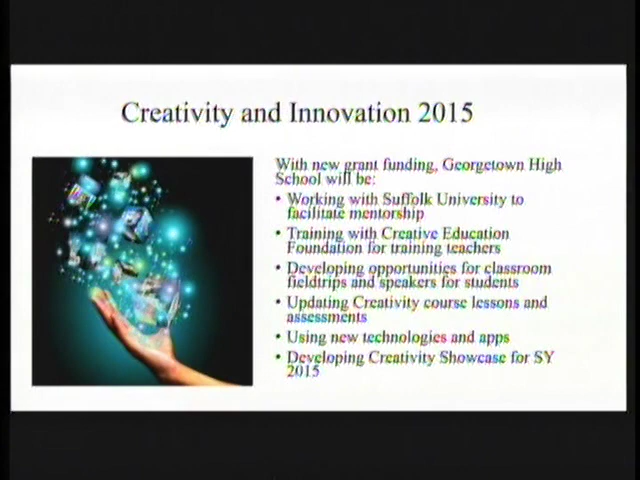 Creativity and Innovation 2015
With new grant funding, Georgetown High
School will be:
• Working with Suffolk University to
facilitate mentorship
• Training with Creative Education
Foundation for training teachers
• Developing opportunities for classroom
fieldtrips and speakers for students
• Updating Creativity course lessons and
assessments
• Using new technologies and apps
• Developing Creativity Showcase for SY
2015